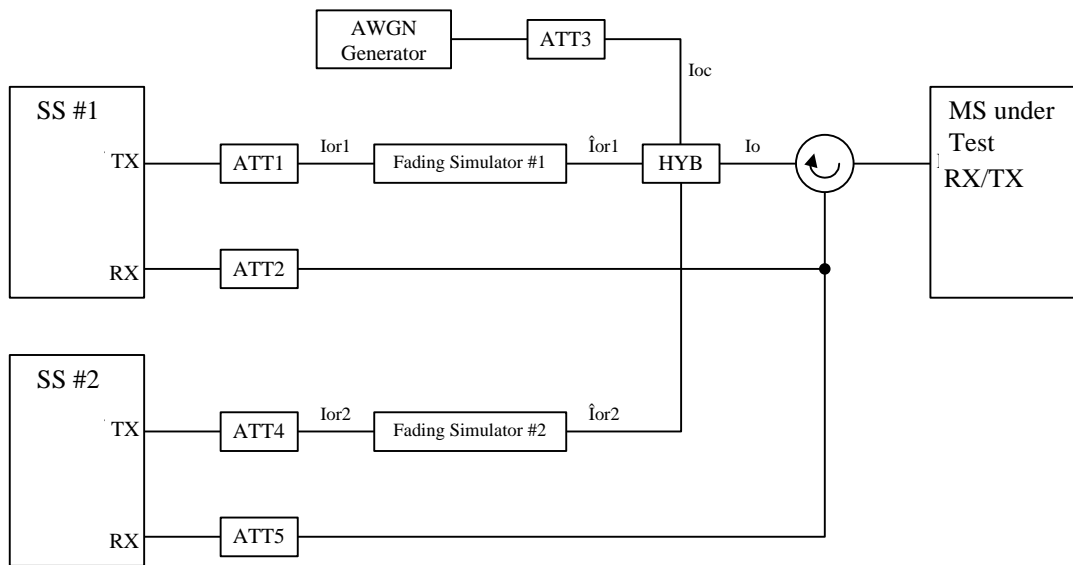 AWGN
Generator
ATT3
Ioc
SS #1
TX
ATT1
Ior1
Fading Simulator #1
Îor1
HYB
Io
MS under
Test
RX/TX
RX
ATT2
SS #2
TX
ATT4
Ior2
Fading Simulator #2
Îor2
RX
ATT5